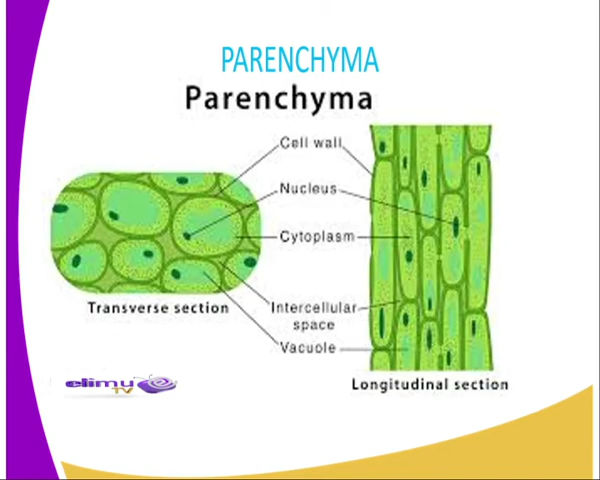 PARENCHYMA
Parenchyma
Cell wall
Nucleus
Cytoplasm
Intercellular
space
Vacuole
Transverse section
Longitudinal section
elimu
TV